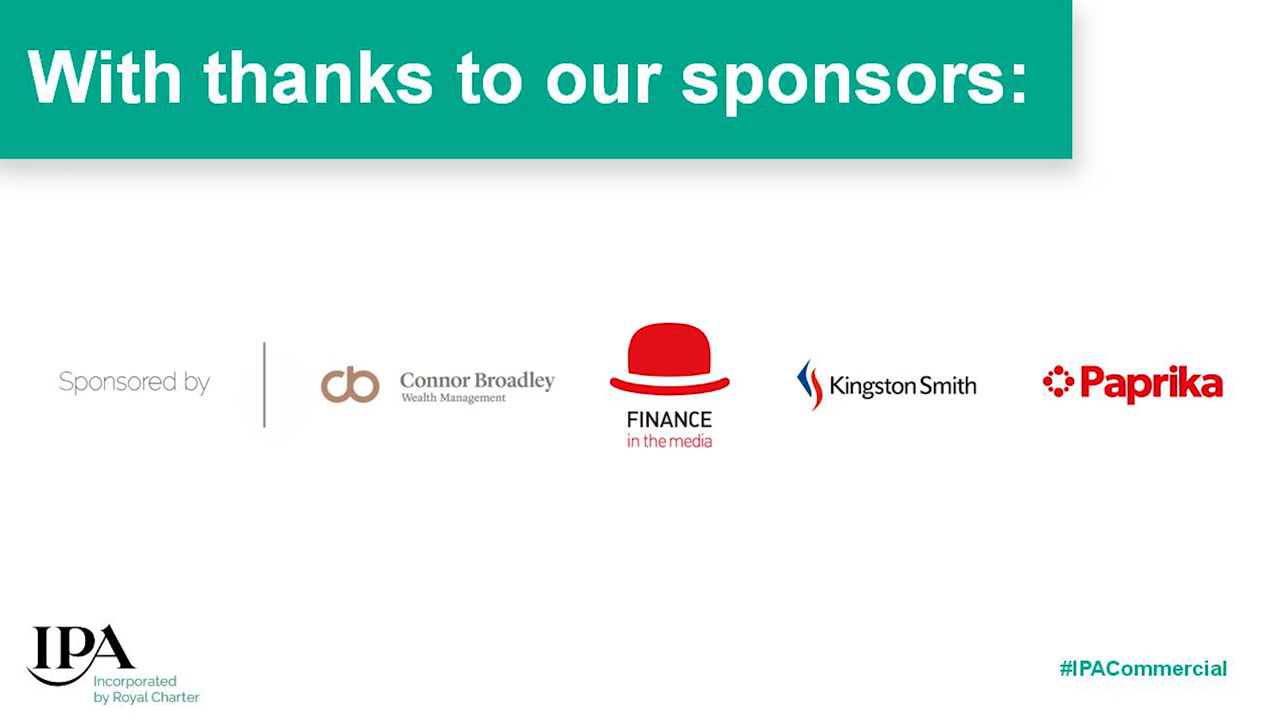 With thanks to our sponsors:
Sponsored by
cb
Connor Broadley
Wealth Management
FINANCE
in the media
Kingston Smith
Paprika
IPA
Incorporated
by Royal Charter
#IPACommercial